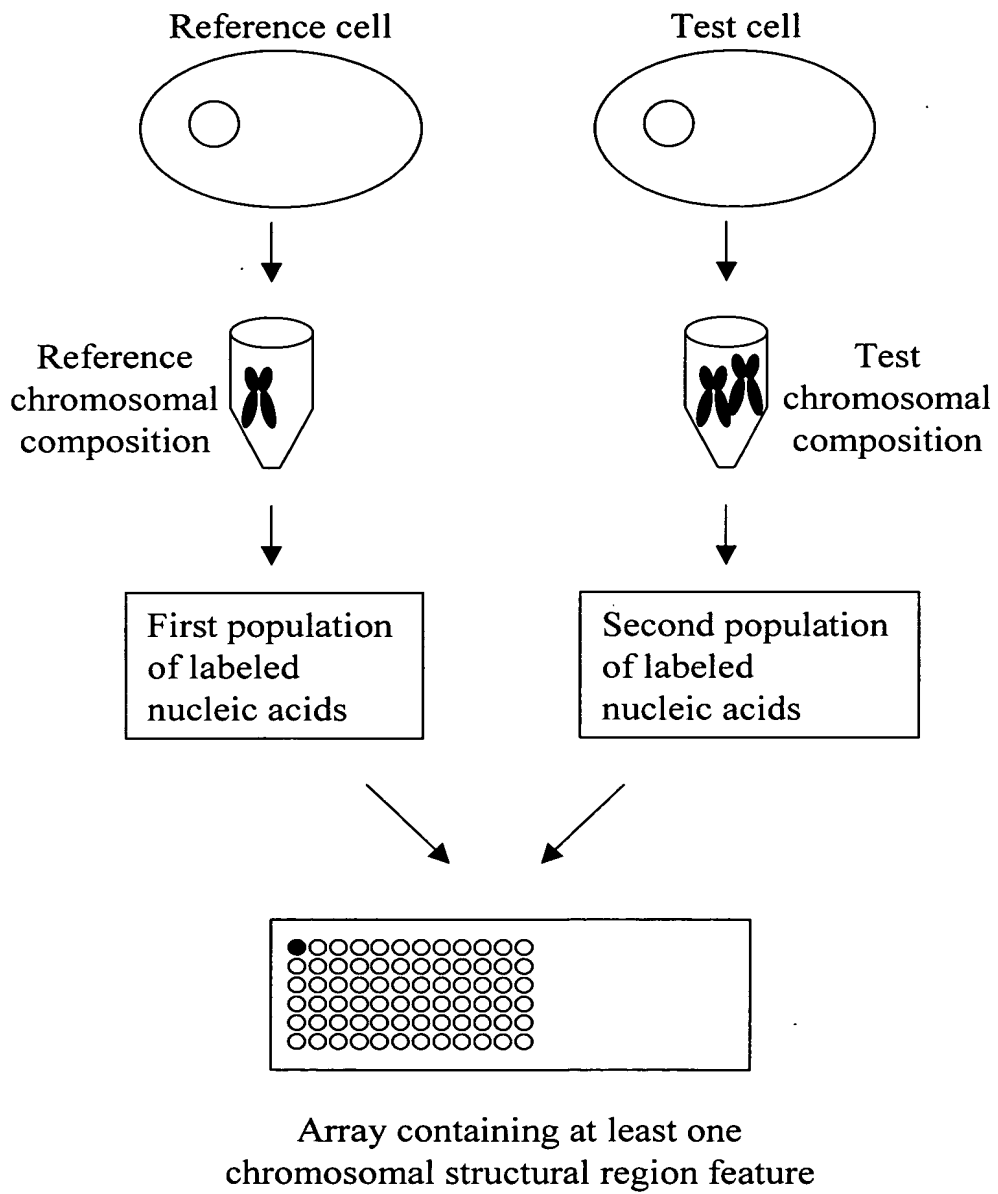 Reference cell
Test cell
Reference
chromosomal
composition
Test
chromosomal
composition
First population
of labeled
nucleic acids
Second population
of labeled
nucleic acids
Array containing at least one
chromosomal structural region feature